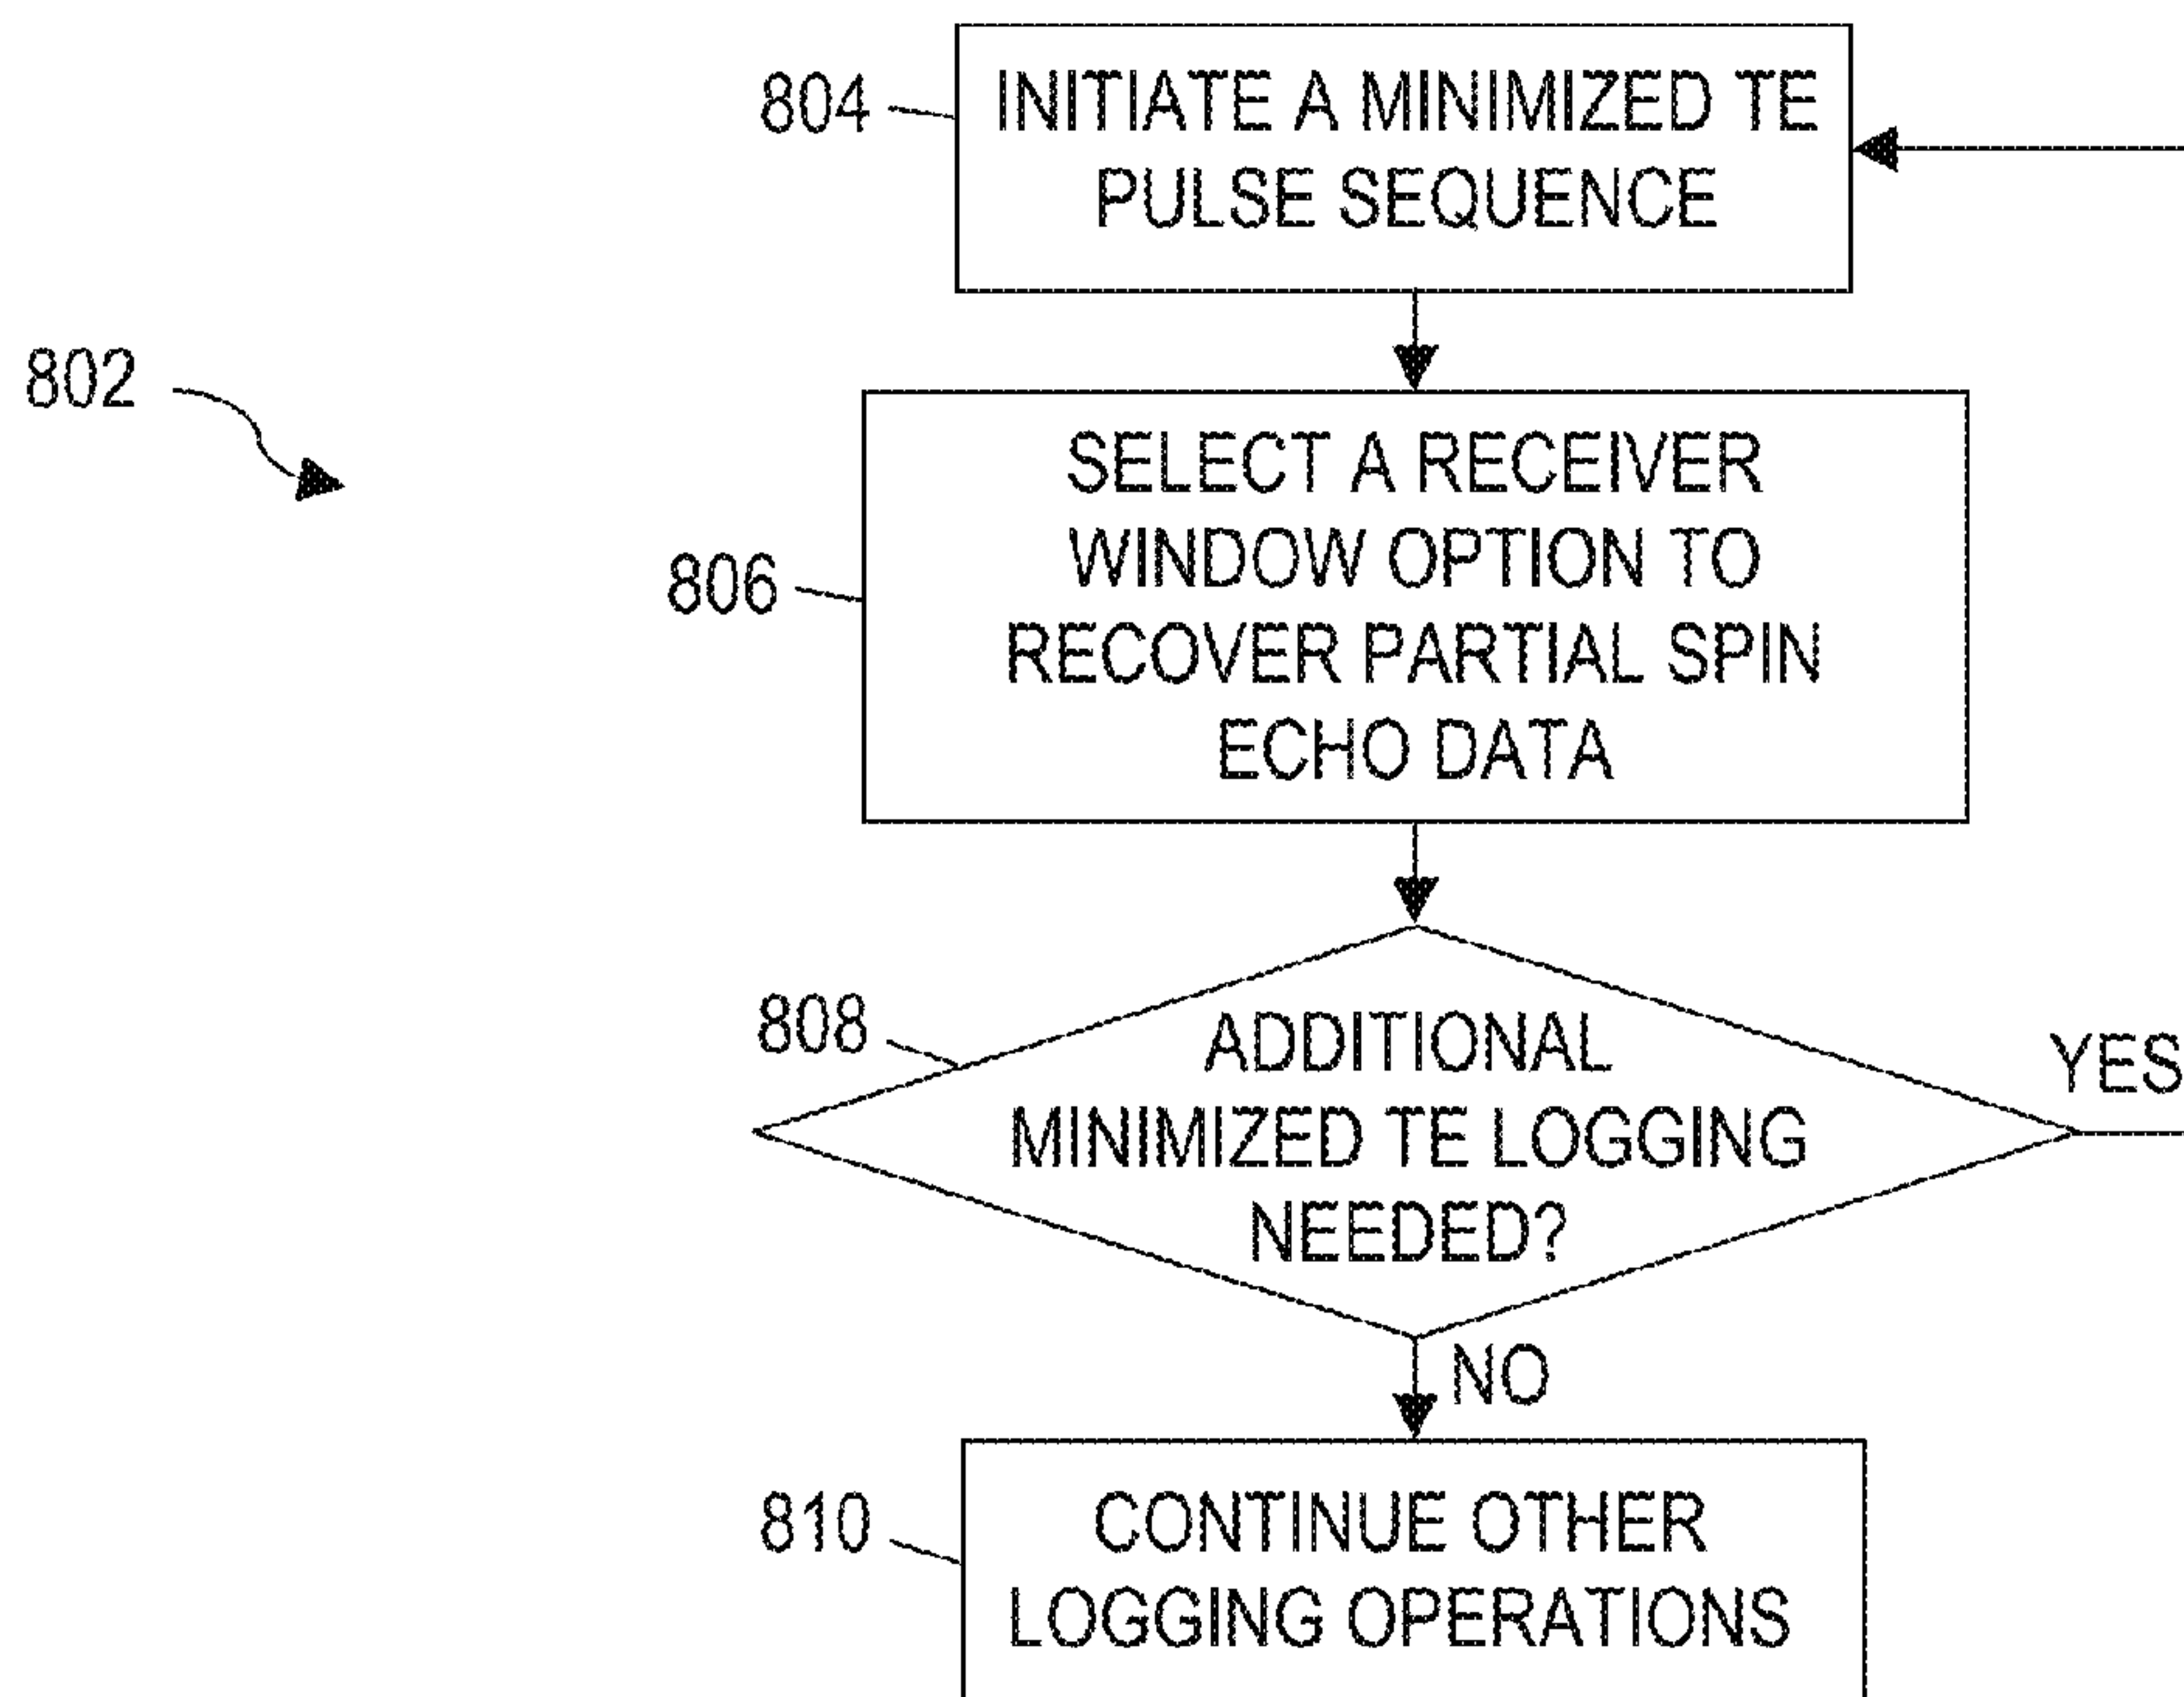 804
INITIATE A MINIMIZED TE
PULSE SEQUENCE
802
806
SELECT A RECEIVER
WINDOW OPTION TO
RECOVER PARTIAL SPIN
ECHO DATA
808
ADDITIONAL
MINIMIZED TE LOGGING
NEEDED?
YES
NO
810
CONTINUE OTHER
LOGGING OPERATIONS